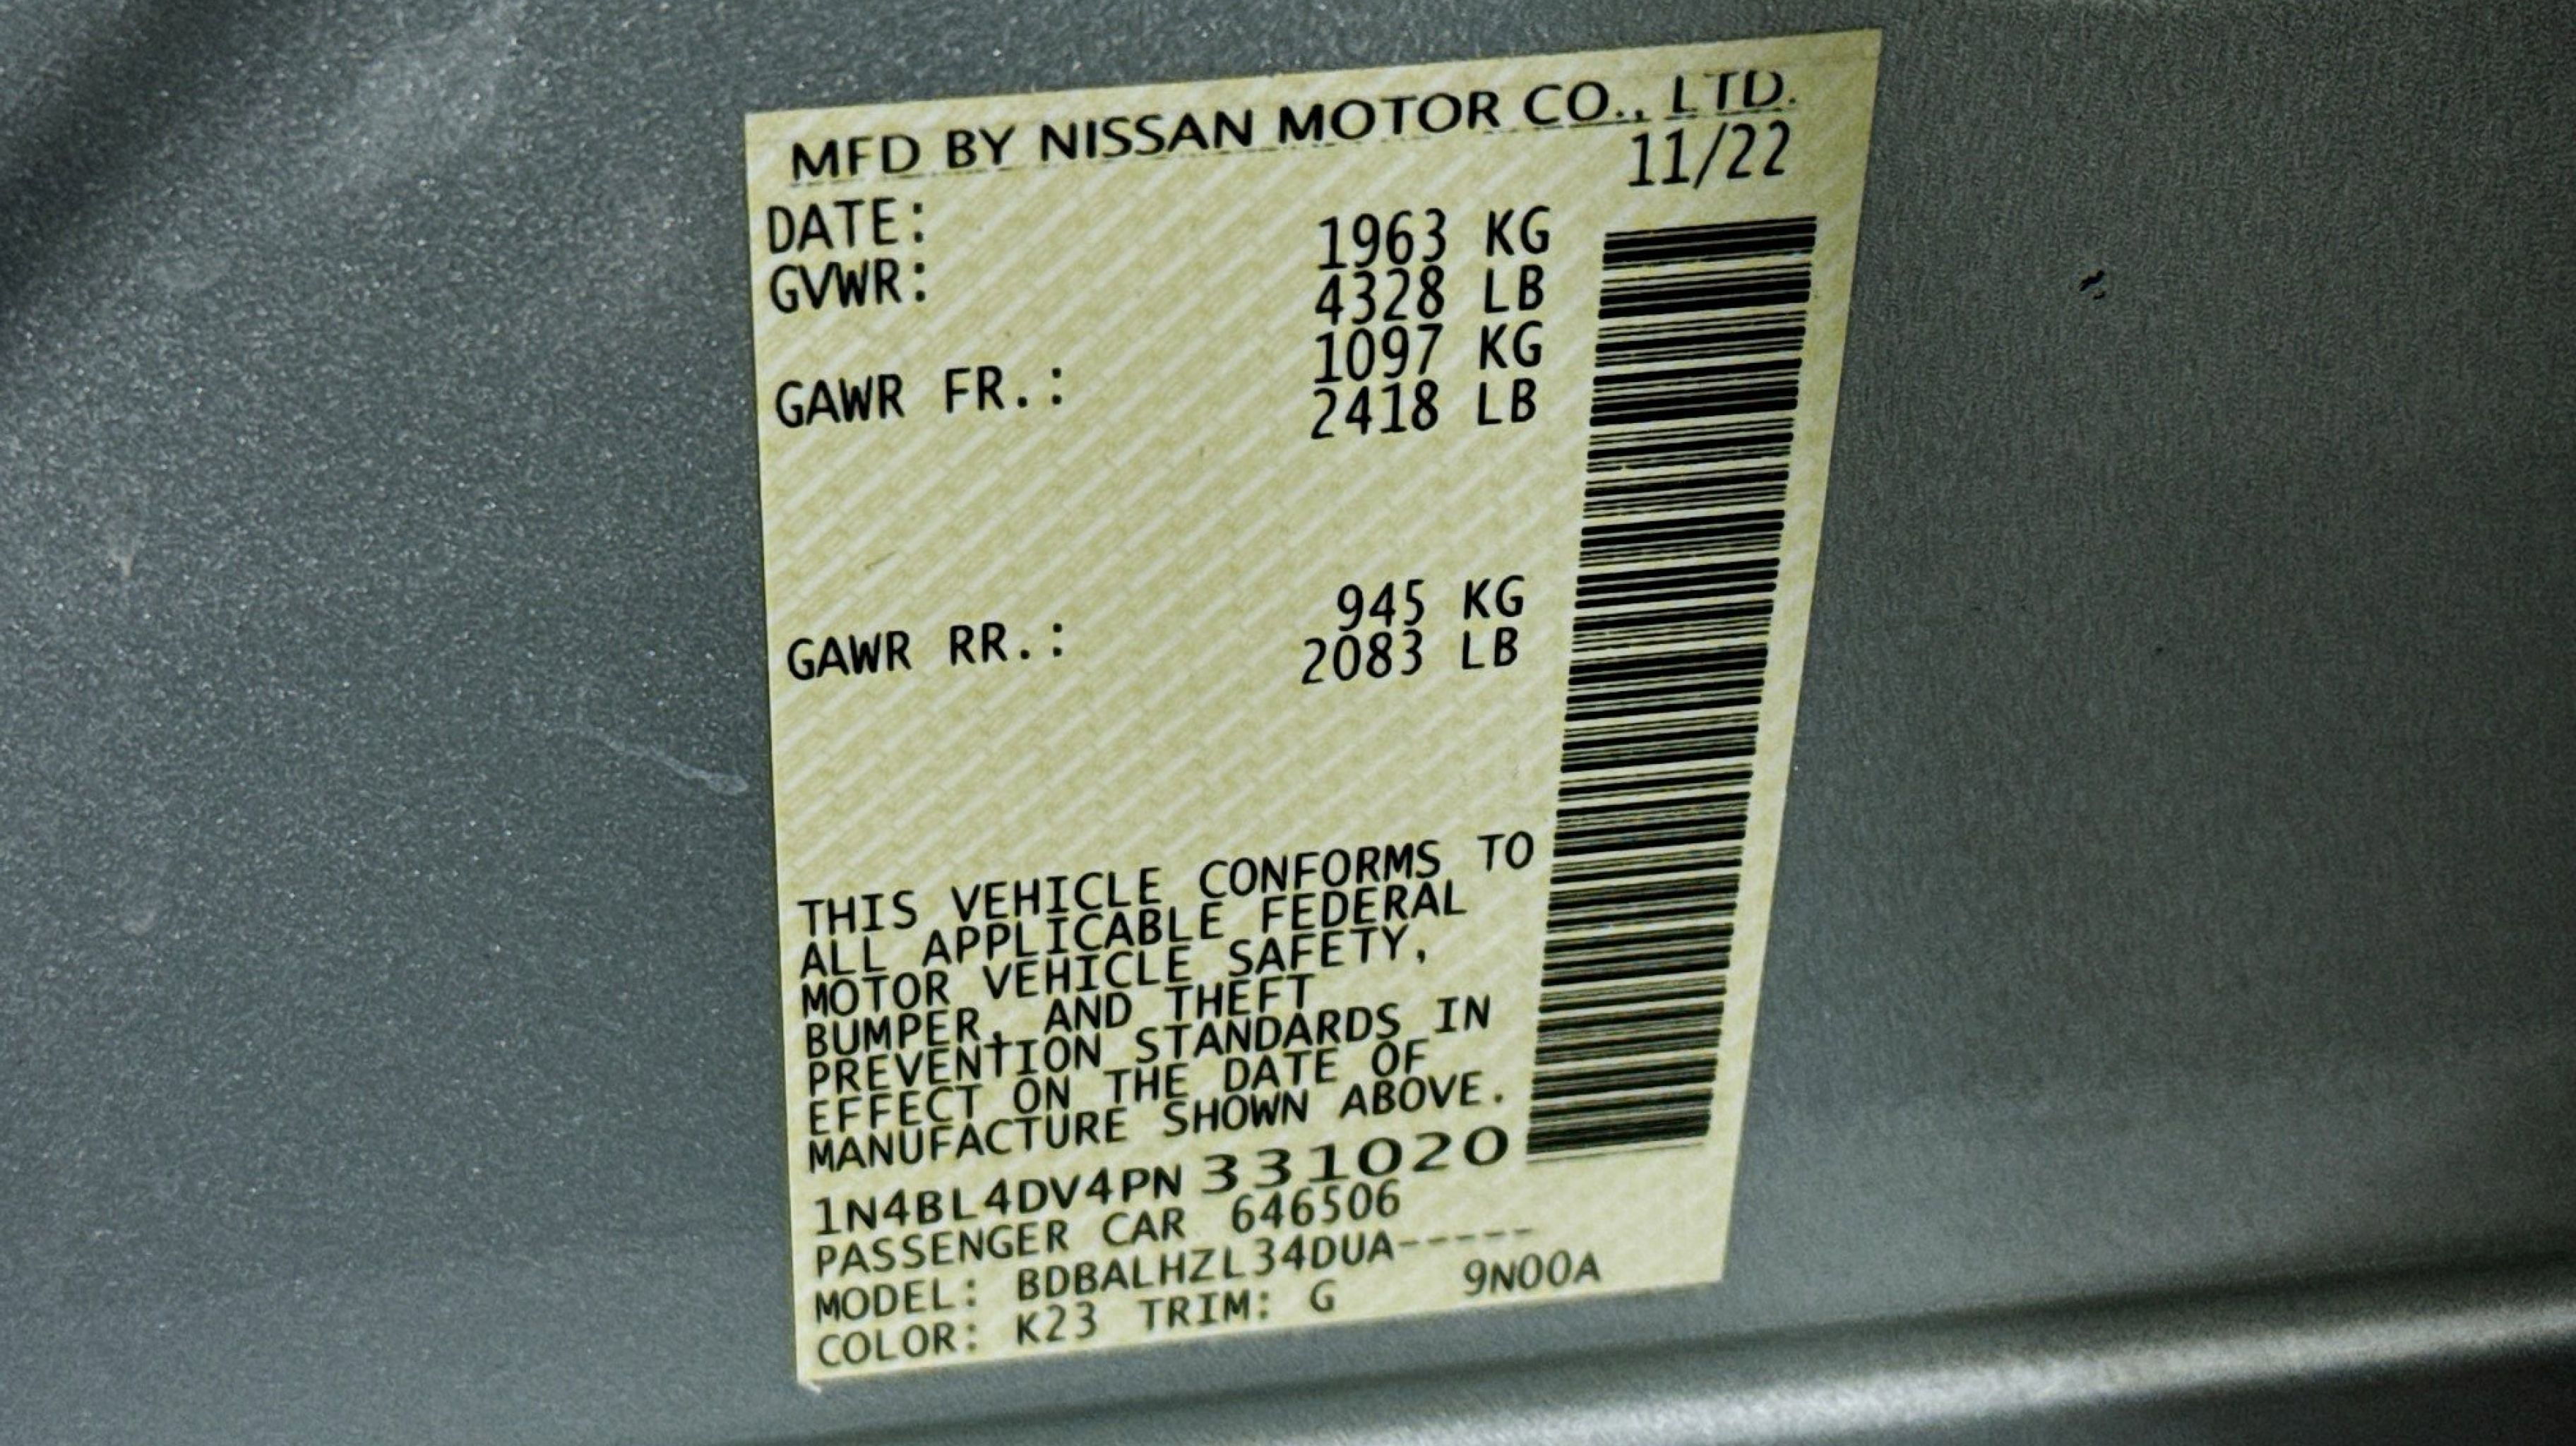 MFD BY NISSAN MOTOR CO., LTD.
DATE: 11/22
GVWR: 1963 KG
4328 LB
GAWR FR.: 1097 KG
2418 LB
GAWR RR.: 945 KG
2083 LB
THIS VEHICLE CONFORMS TO
ALL APPLICABLE FEDERAL
MOTOR VEHICLE SAFETY,
BUMPER, AND THEFT
PREVENTION STANDARDS IN
EFFECT ON THE DATE OF
MANUFACTURE SHOWN ABOVE.
1N4BL4DV4PN331020
PASSENGER CAR 646506
MODEL: BDBALHZL34DUA-----
COLOR: K23 TRIM: G 9N00A